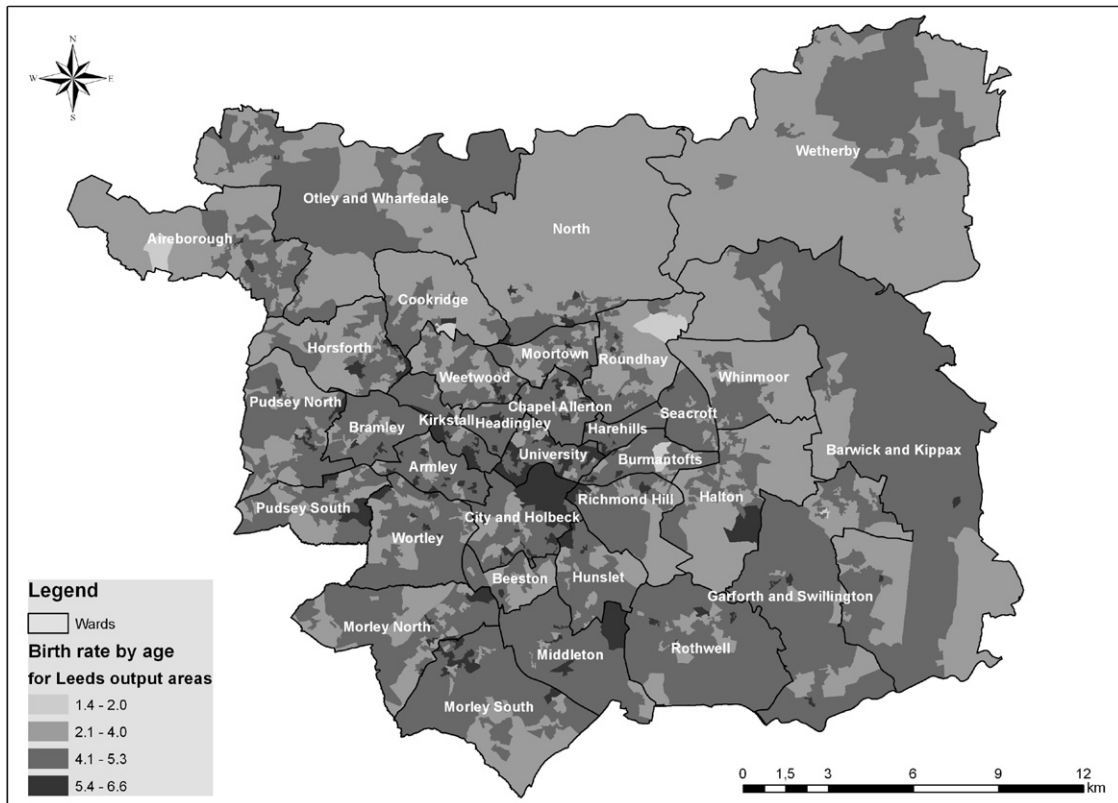 N
W E
S
Wetherby
Otley and Wharfedale
North
Aireborough
Cookridge
Horsforth
Moortown
Roundhay
Weetwood
Whinmoor
Pudsey North
Chapel Allerton
Seacroft
Kirkstall
Headingley
Bramley
Harehills
University
Barwick and Kippax
Burmantofts
Armley
Richmond Hill
Halton
Pudsey South
City and Holbeck
Wortley
Beeston
Hunslet
Garforth and Swillington
Morley North
Middleton
Rothwell
Morley South
Legend
Wards
Birth rate by age
for Leeds output areas
1.4 - 2.0
2.1 - 4.0
4.1 - 5.3
5.4 - 6.6
0 1,5 3 6 9 12
km